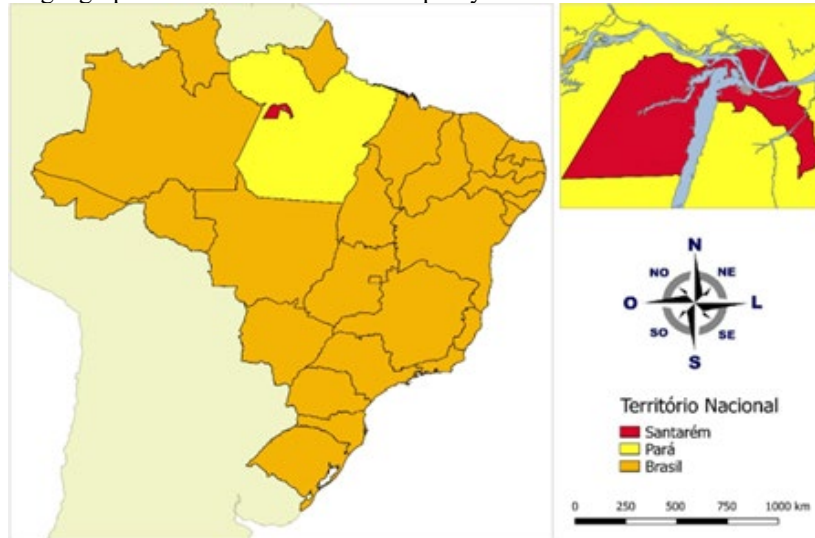 N
NO
NE
O
L
SO
SE
S
Território Nacional
Santarém
Pará
Brasil
0 250 500 750 1000 km